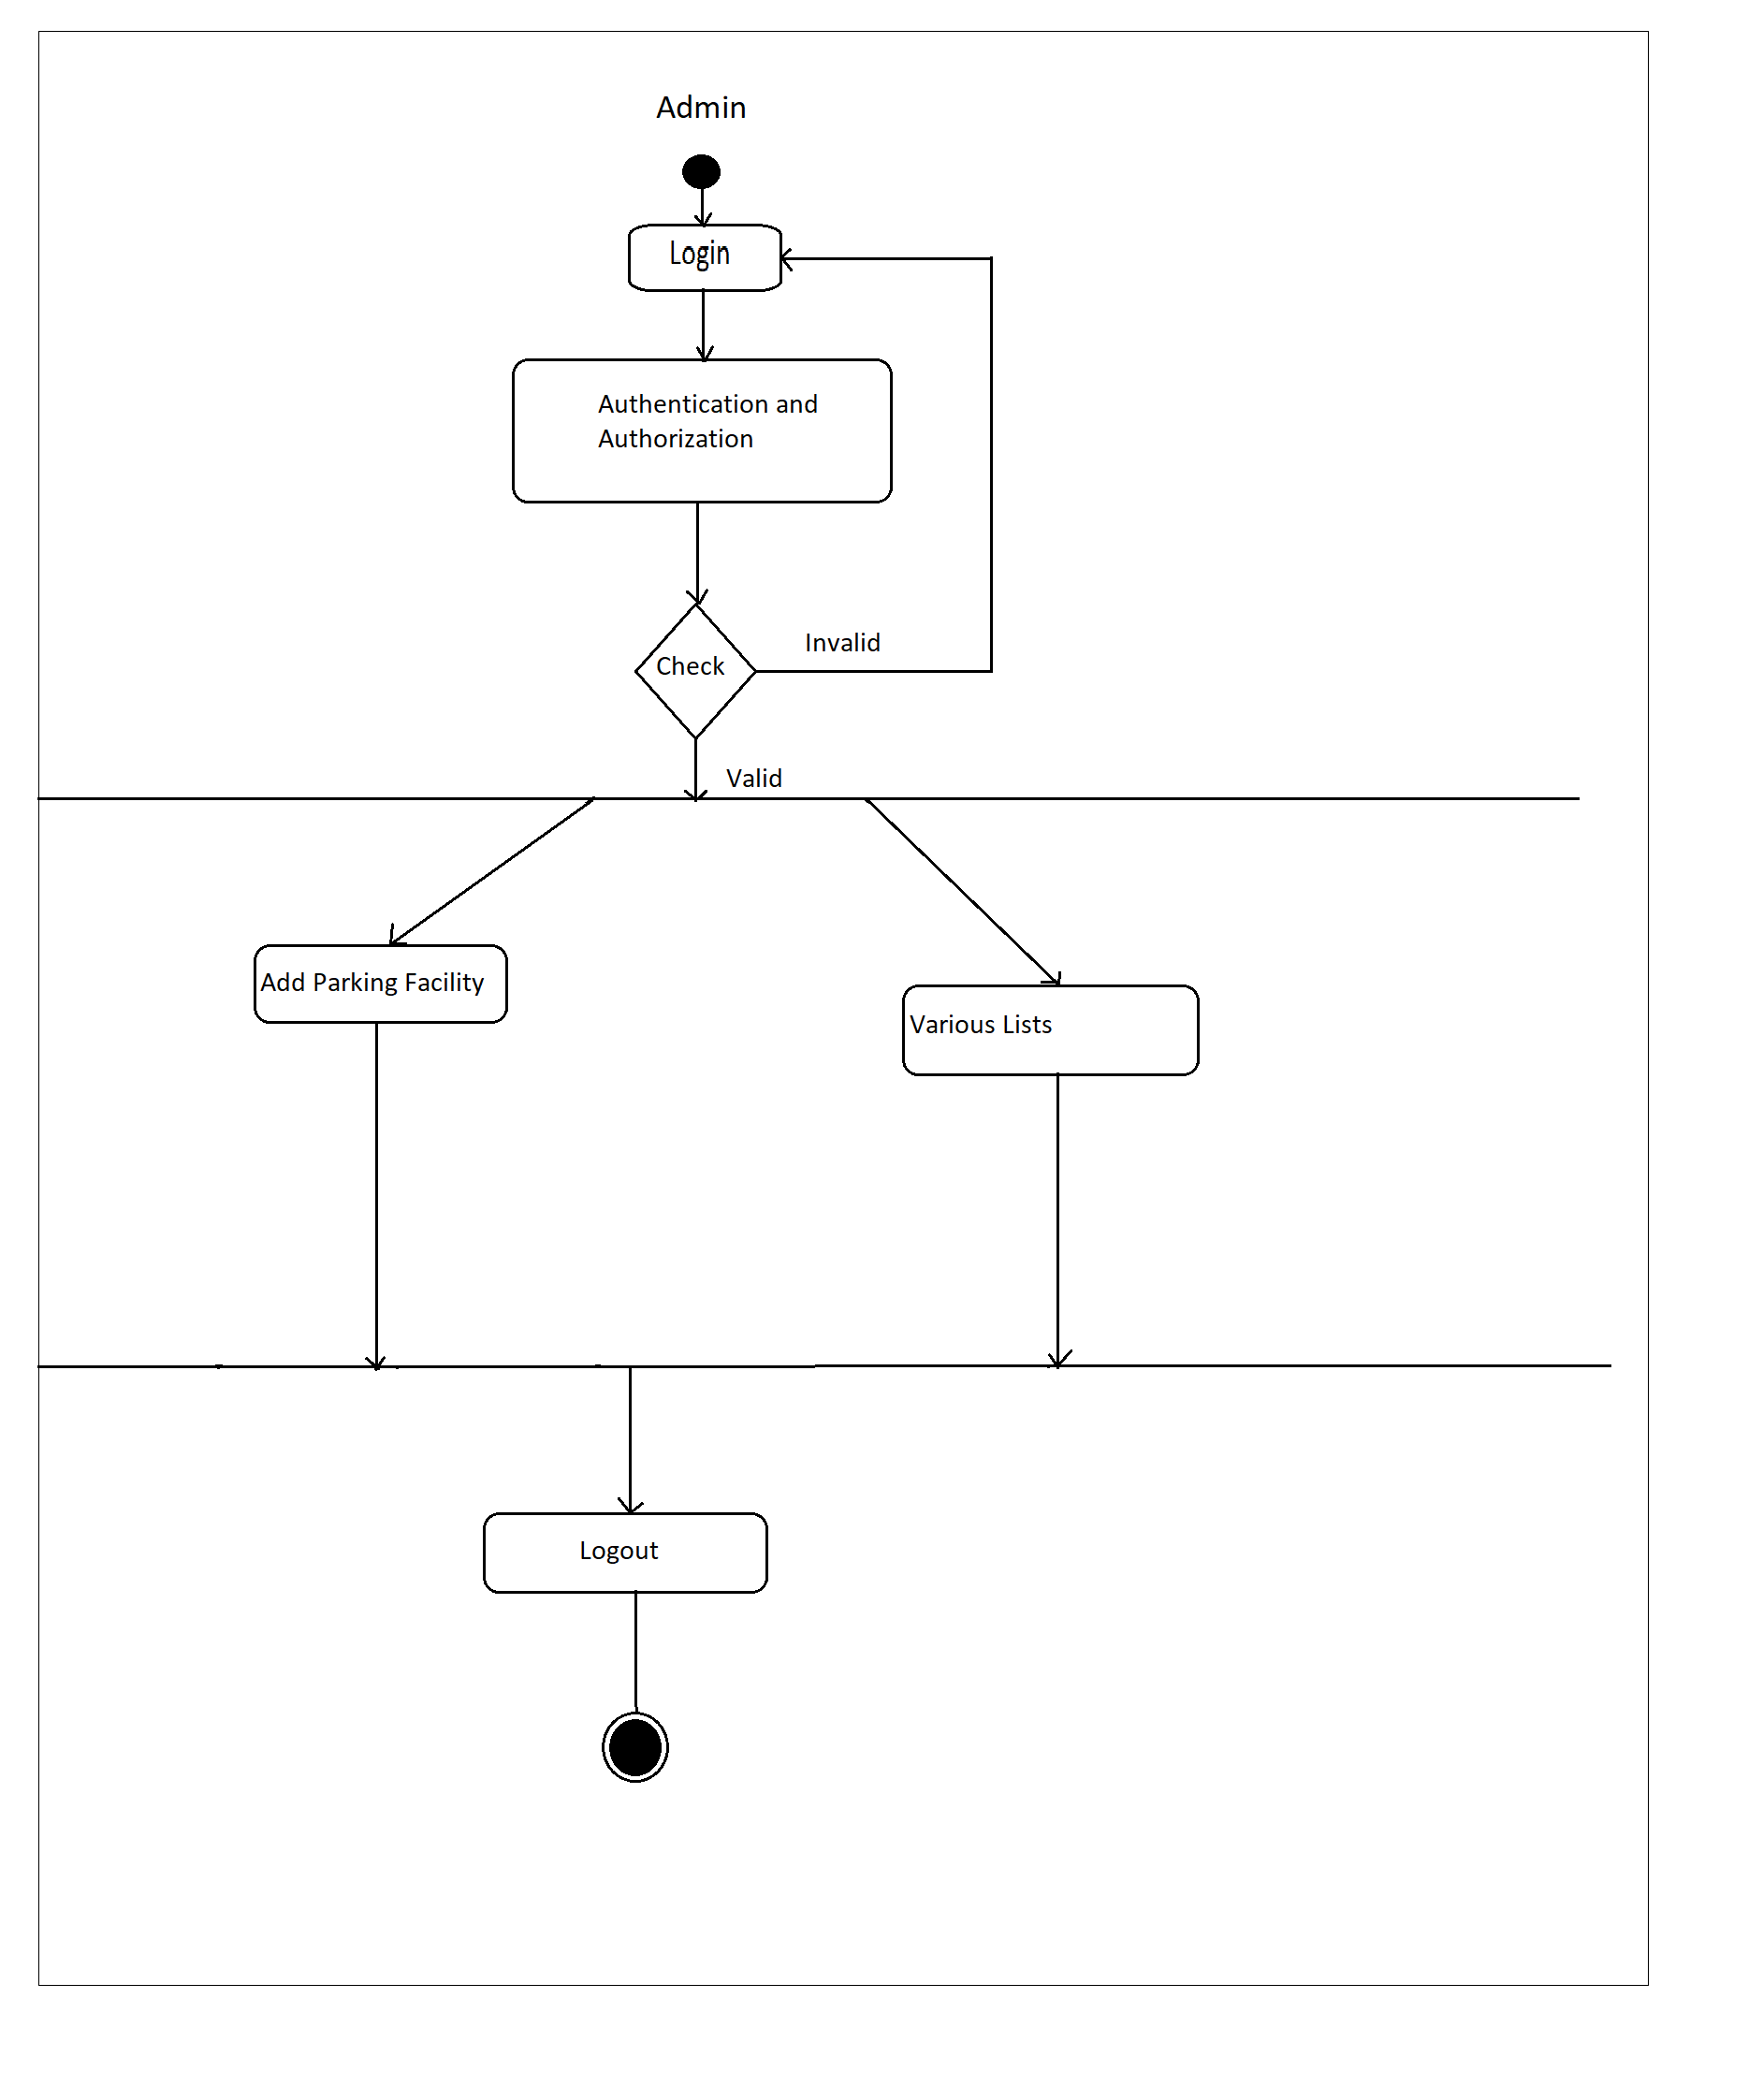 Admin
Login
Authentication and
Authorization
Invalid
Check
Valid
Add Parking Facility
Various Lists
Logout